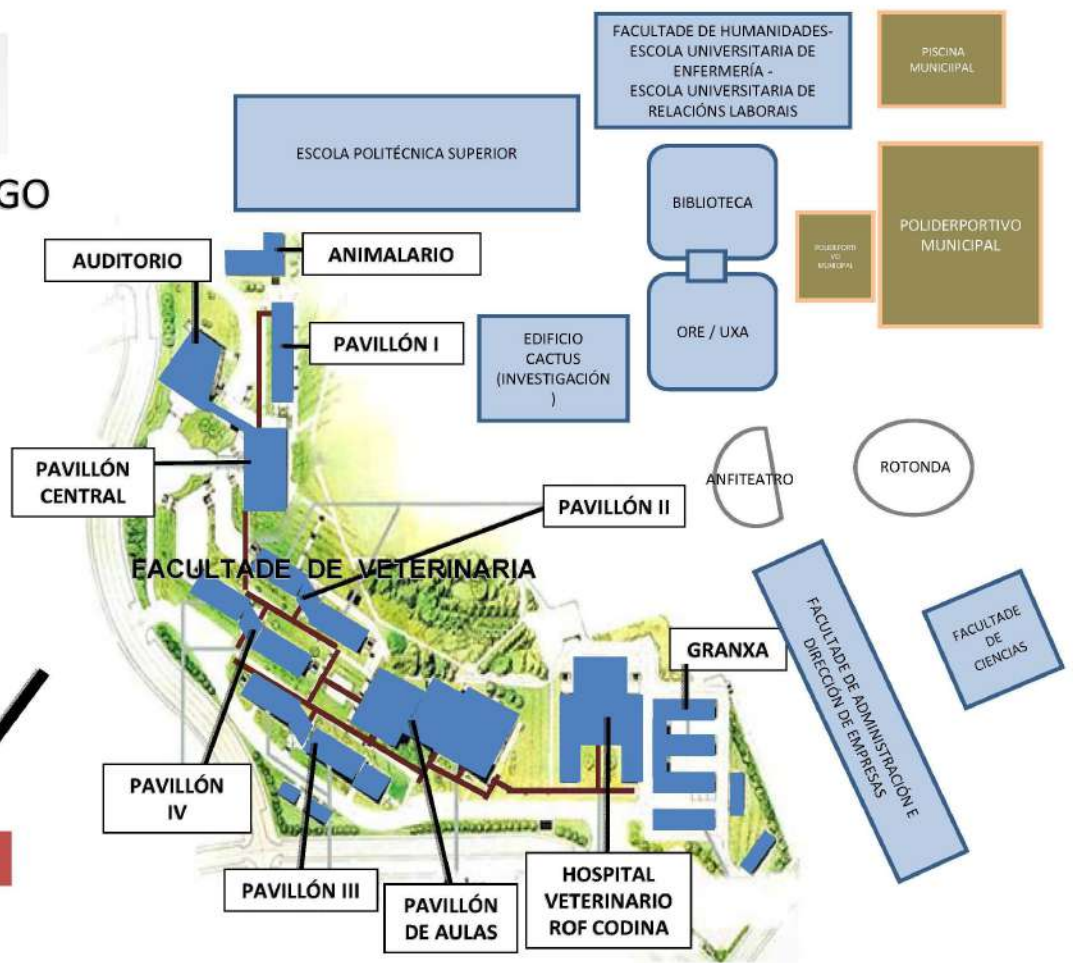 FACULTADE DE HUMANIDADES-
ESCOLA UNIVERSITARIA DE
ENFERMERÍA -
ESCOLA UNIVERSITARIA DE
RELACIÓNS LABORAIS
PISCINA
MUNICIIPAL
ESCOLA POLITÉCNICA SUPERIOR
GO
BIBLIOTECA
POLIDERPORTIVO
MUNICIPAL
POLIDEPORTI
VO
MUNICIPAL
AUDITORIO
ANIMALARIO
PAVILLÓN I
EDIFICIO
CACTUS
(INVESTIGACIÓN
)
ORE / UXA
PAVILLÓN
CENTRAL
ANFITEATRO
ROTONDA
PAVILLÓN II
FACULTADE DE VETERINARIA
GRANXA
FACULTADE DE ADMINISTRACIÓN E
DIRECCIÓN DE EMPRESAS
FACULTADE
DE
CIENCIAS
PAVILLÓN
IV
PAVILLÓN III
PAVILLÓN
DE AULAS
HOSPITAL
VETERINARIO
ROF CODINA